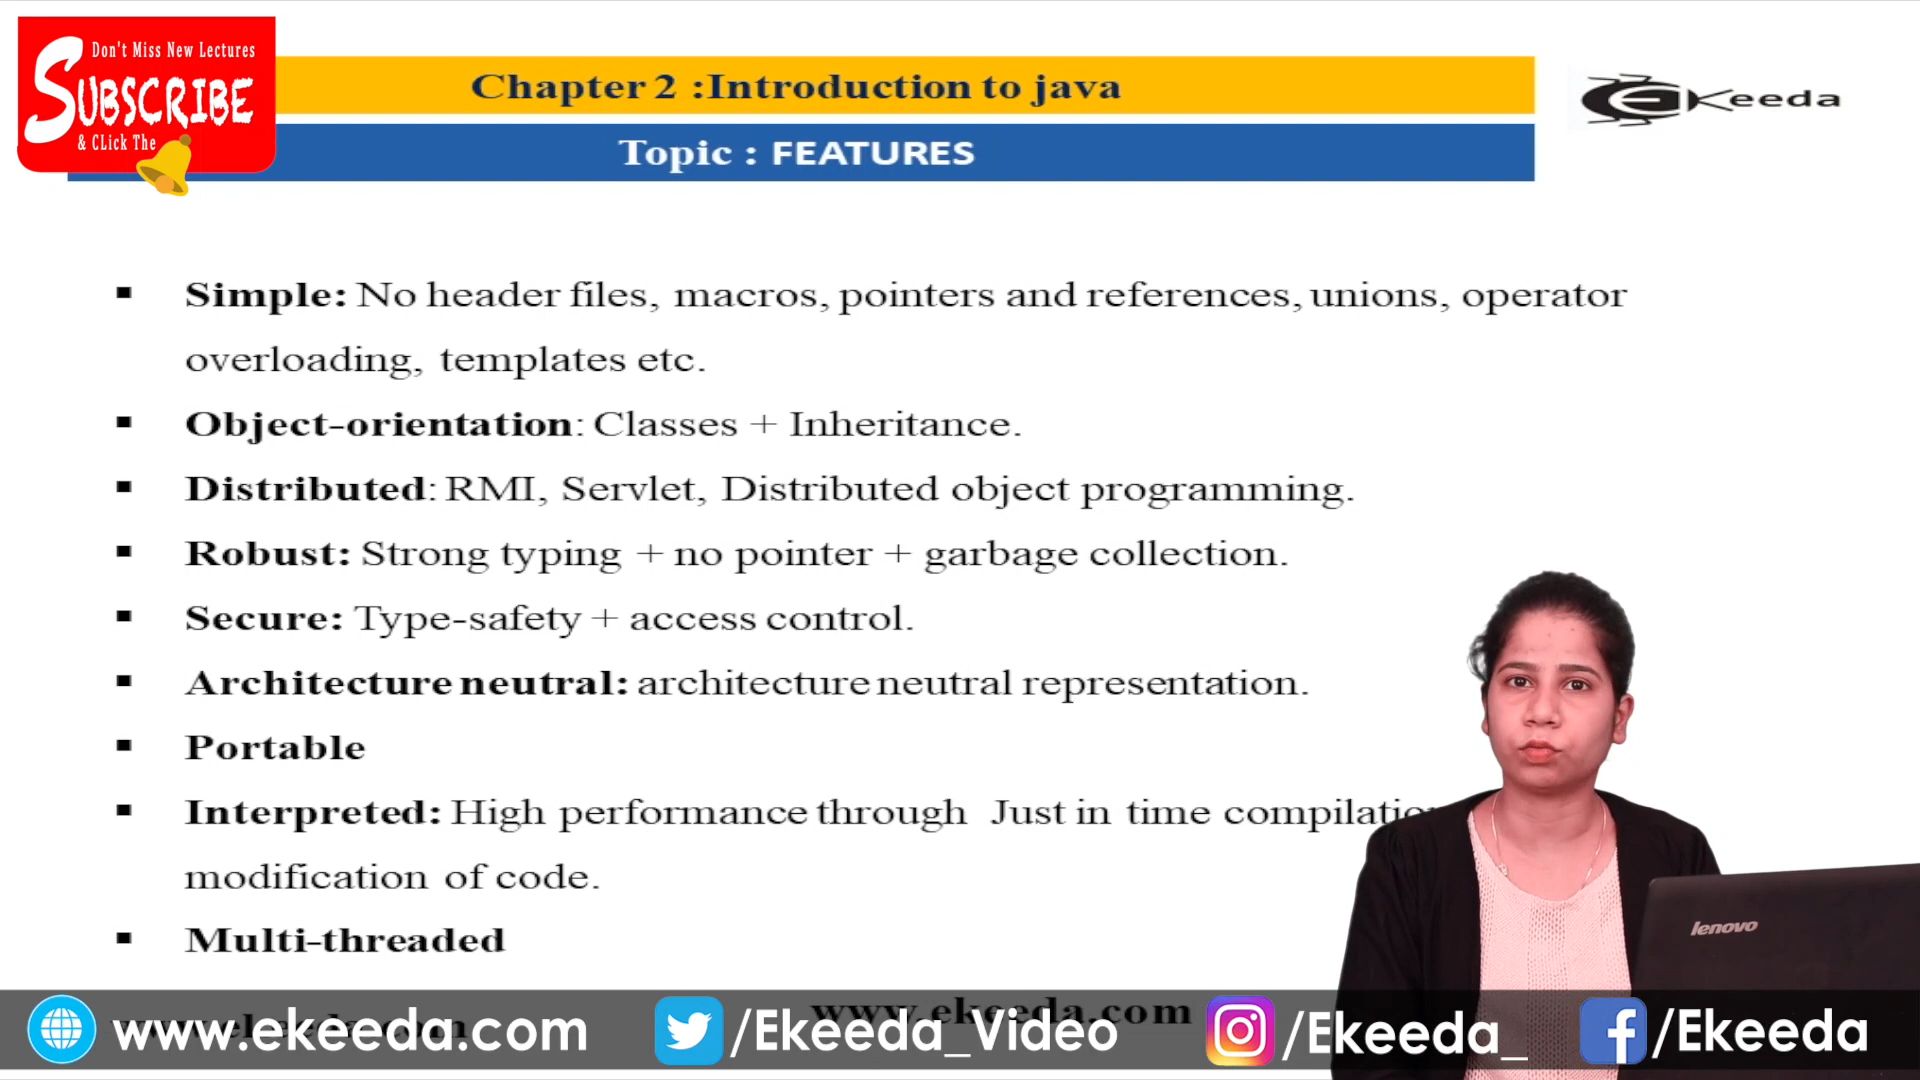 Don't Miss New Lectures
SUBSCRIBE
& CLick The
Chapter 2 :Introduction to java
Ekeeda
Topic : FEATURES
▪ Simple: No header files, macros, pointers and references, unions, operator
overloading, templates etc.
▪ Object-orientation: Classes + Inheritance.
▪ Distributed: RMI, Servlet, Distributed object programming.
▪ Robust: Strong typing + no pointer + garbage collection.
▪ Secure: Type-safety + access control.
▪ Architecture neutral: architecture neutral representation.
▪ Portable
▪ Interpreted: High performance through Just in time
modification of code.
▪ Multi-threaded
lenovo
www.ekeeda.com
www.ekeeda.com /Ekeeda_Video /Ekeeda_ /Ekeeda